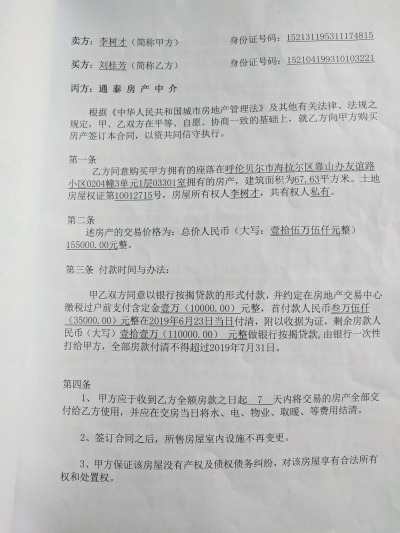 卖方：李树才（简称甲方） 身份证号码：152131195311174815
买方：刘桂芳（简称乙方） 身份证号码：152104199310103221
丙方：通泰房产中介
根据《中华人民共和国城市房地产管理法》及其他有关法律、法规之
规定，甲、乙双方在平等、自愿、协商一致的基础上，就乙方向甲方购买
房产签订本合同，以资共同信守执行。
第一条
乙方同意购买甲方拥有的座落在呼伦贝尔市海拉尔区靠山办友谊路
小区0204幢3单元1层03301室拥有的房产，建筑面积为67.63平方米。土地
房屋权证第10012715号，房屋所有权人李树才，共有权人私有。
第二条
述房产的交易价格为：总价人民币（大写：壹拾伍万伍仟元整）
155000.00元整。
第三条 付款时间与办法：
甲乙双方同意以银行按揭贷款的形式付款，并约定在房地产交易中心
缴税过户前支付含定金壹万（10000.00）元整，首付款人民币叁万伍仟
（35000.00）元整在2019年6月23日当日付清，附以收据为证，剩余房款人
民币（大写）壹拾壹万（110000.00）元整做银行按揭贷款,由银行一次性
打给甲方，全部房款付清不得超过2019年7月31日。
第四条
1、 甲方应于收到乙方全额房款之日起 7 天内将交易的房产全部交
付给乙方使用，并应在交房当日将水、电、物业、取暖、等费用结清。
2、签订合同之后，所售房屋室内设施不再变更。
3、甲方保证该房屋没有产权及债权债务纠纷，对该房屋享有合法所有
权和处置权。